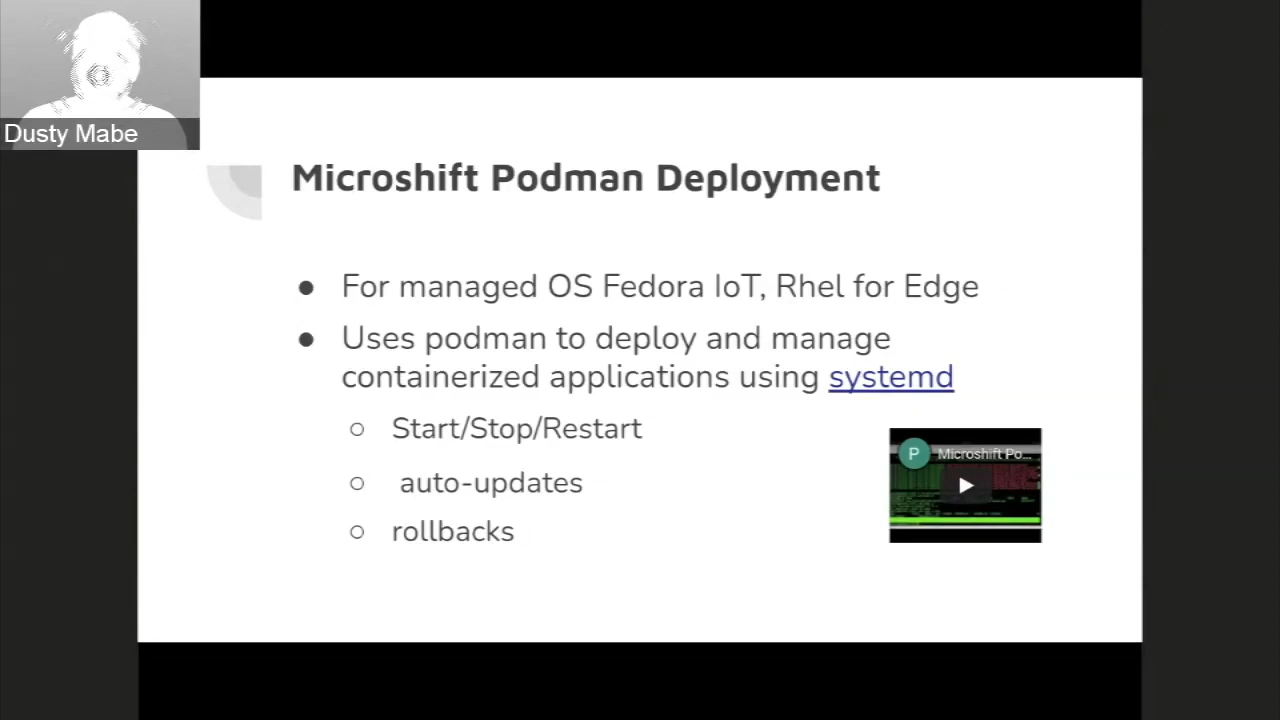 Dusty Mabe
Microshift Podman Deployment
● For managed OS Fedora IoT, Rhel for Edge
● Uses podman to deploy and manage
containerized applications using systemd
○ Start/Stop/Restart
○ auto-updates
○ rollbacks
P Microshift Po...